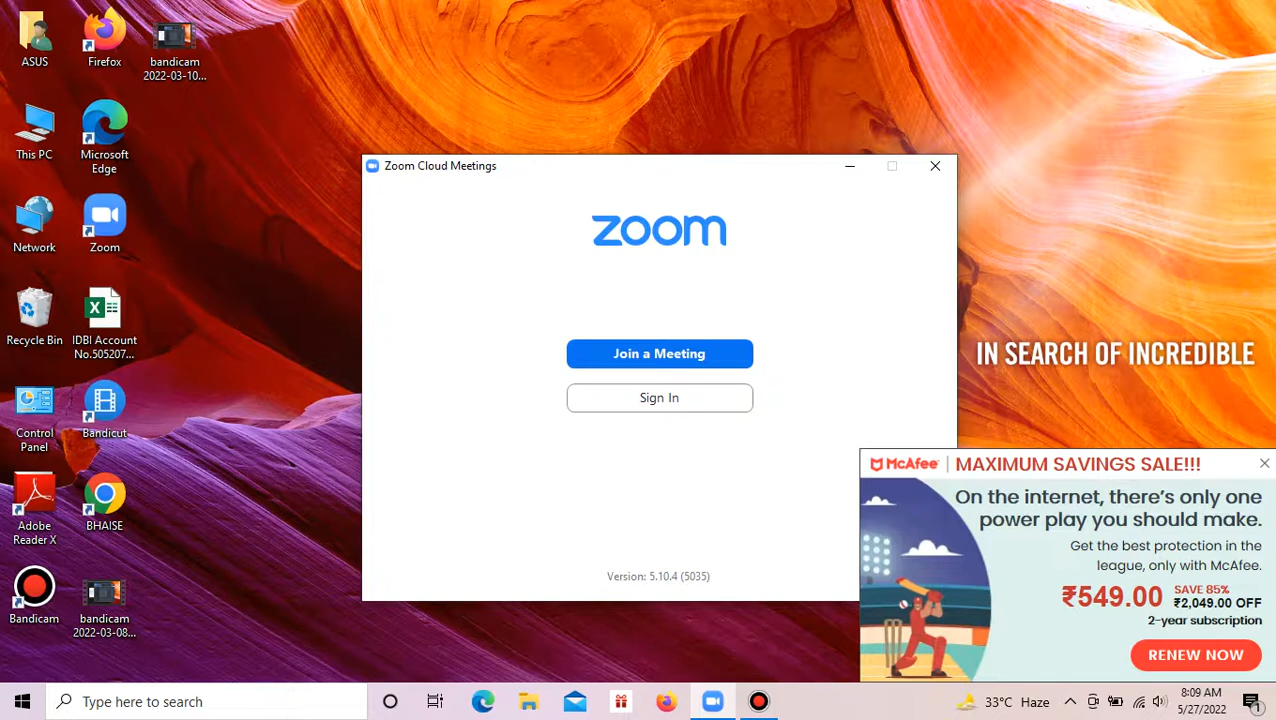 ASUS
Firefox
bandicam
2022-03-10...
This PC
Microsoft
Edge
Network
Zoom
Recycle Bin
IDBI Account
No.505207...
Control
Panel
Bandicut
Adobe
Reader X
BHAISE
Bandicam
bandicam
2022-03-08...
Zoom Cloud Meetings
zoom
Join a Meeting
Sign In
Version: 5.10.4 (5035)
IN SEARCH OF INCREDIBLE
McAfee | MAXIMUM SAVINGS SALE!!!
On the internet, there's only one
power play you should make.
Get the best protection in the
league, only with McAfee.
₹549.00
SAVE 85%
₹2,049.00 OFF
2-year subscription
RENEW NOW
Type here to search
33°C Haze
8:09 AM
5/27/2022
1